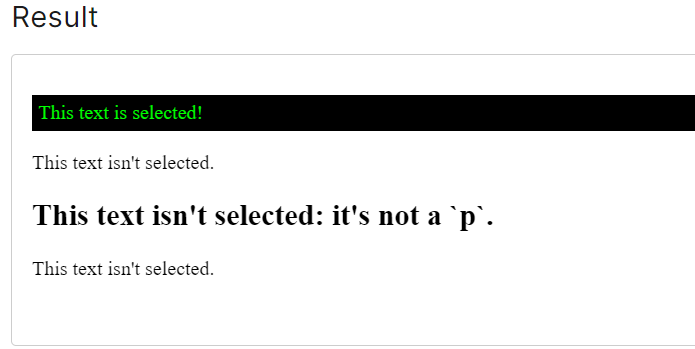 Result
This text is selected!
This text isn't selected.
This text isn't selected: it's not a `p`.
This text isn't selected.